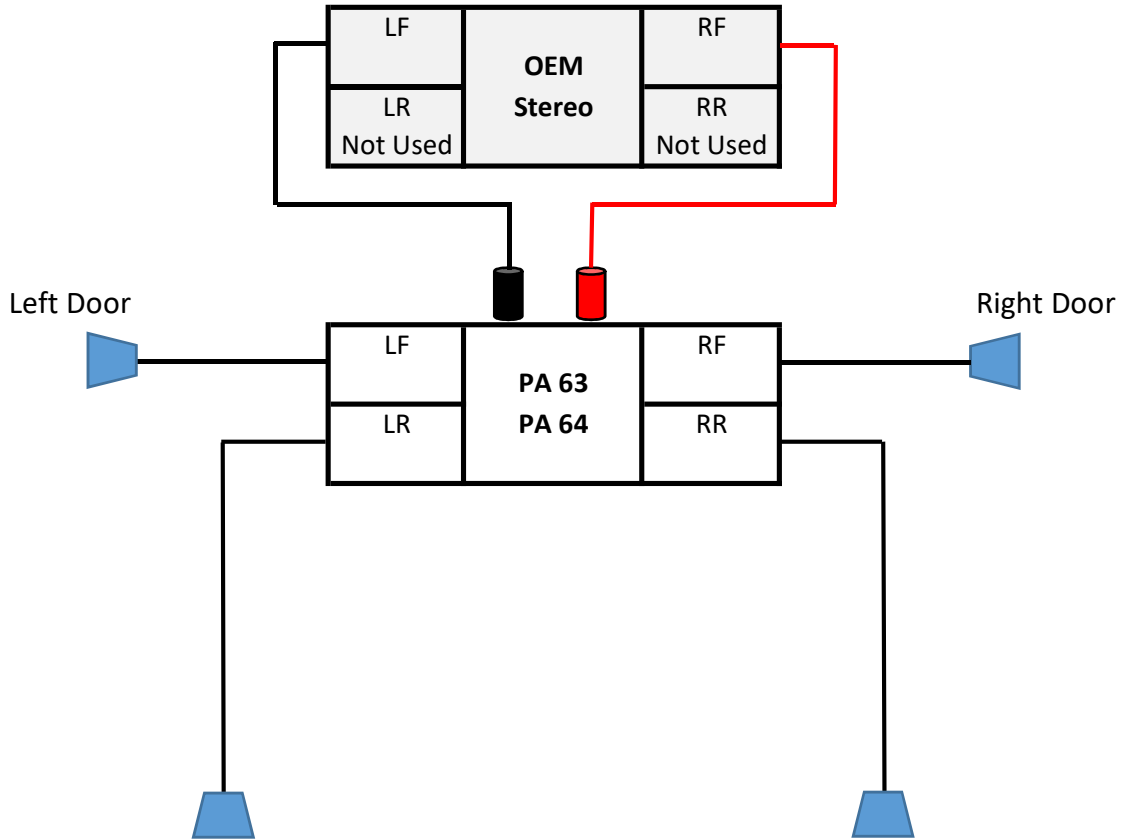 LF
OEM
Stereo
RF
LR
Not Used
RR
Not Used
Left Door
Right Door
LF
PA 63
PA 64
RF
LR
RR